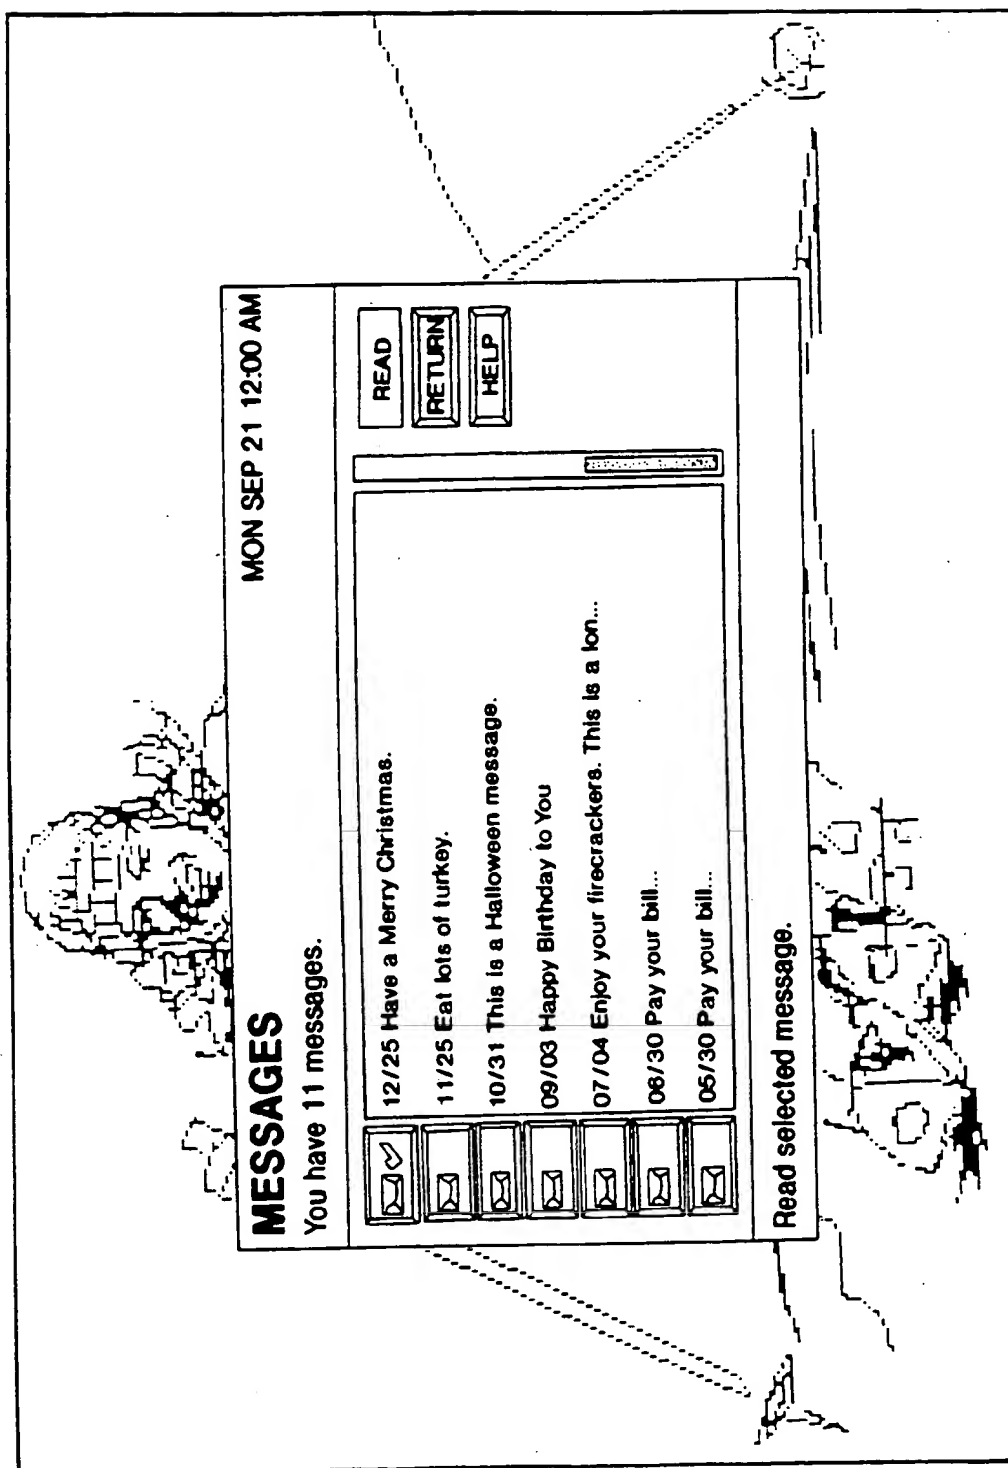 MESSAGES
MON SEP 21 12:00 AM
You have 11 messages.
12/25 Have a Merry Christmas.
11/25 Eat lots of turkey.
10/31 This is a Halloween message.
09/03 Happy Birthday to You
07/04 Enjoy your firecrackers. This is a lon...
06/30 Pay your bill...
05/30 Pay your bill...
READ
RETURN
HELP
Read selected message.